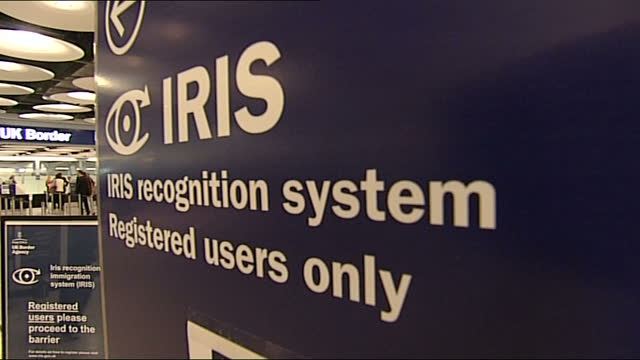 IRIS
IRIS recognition system
Registered users only
UK Border
UK Border
Agency
Iris recognition
immigration
system (IRIS)
Registered
users please
proceed to the
barrier